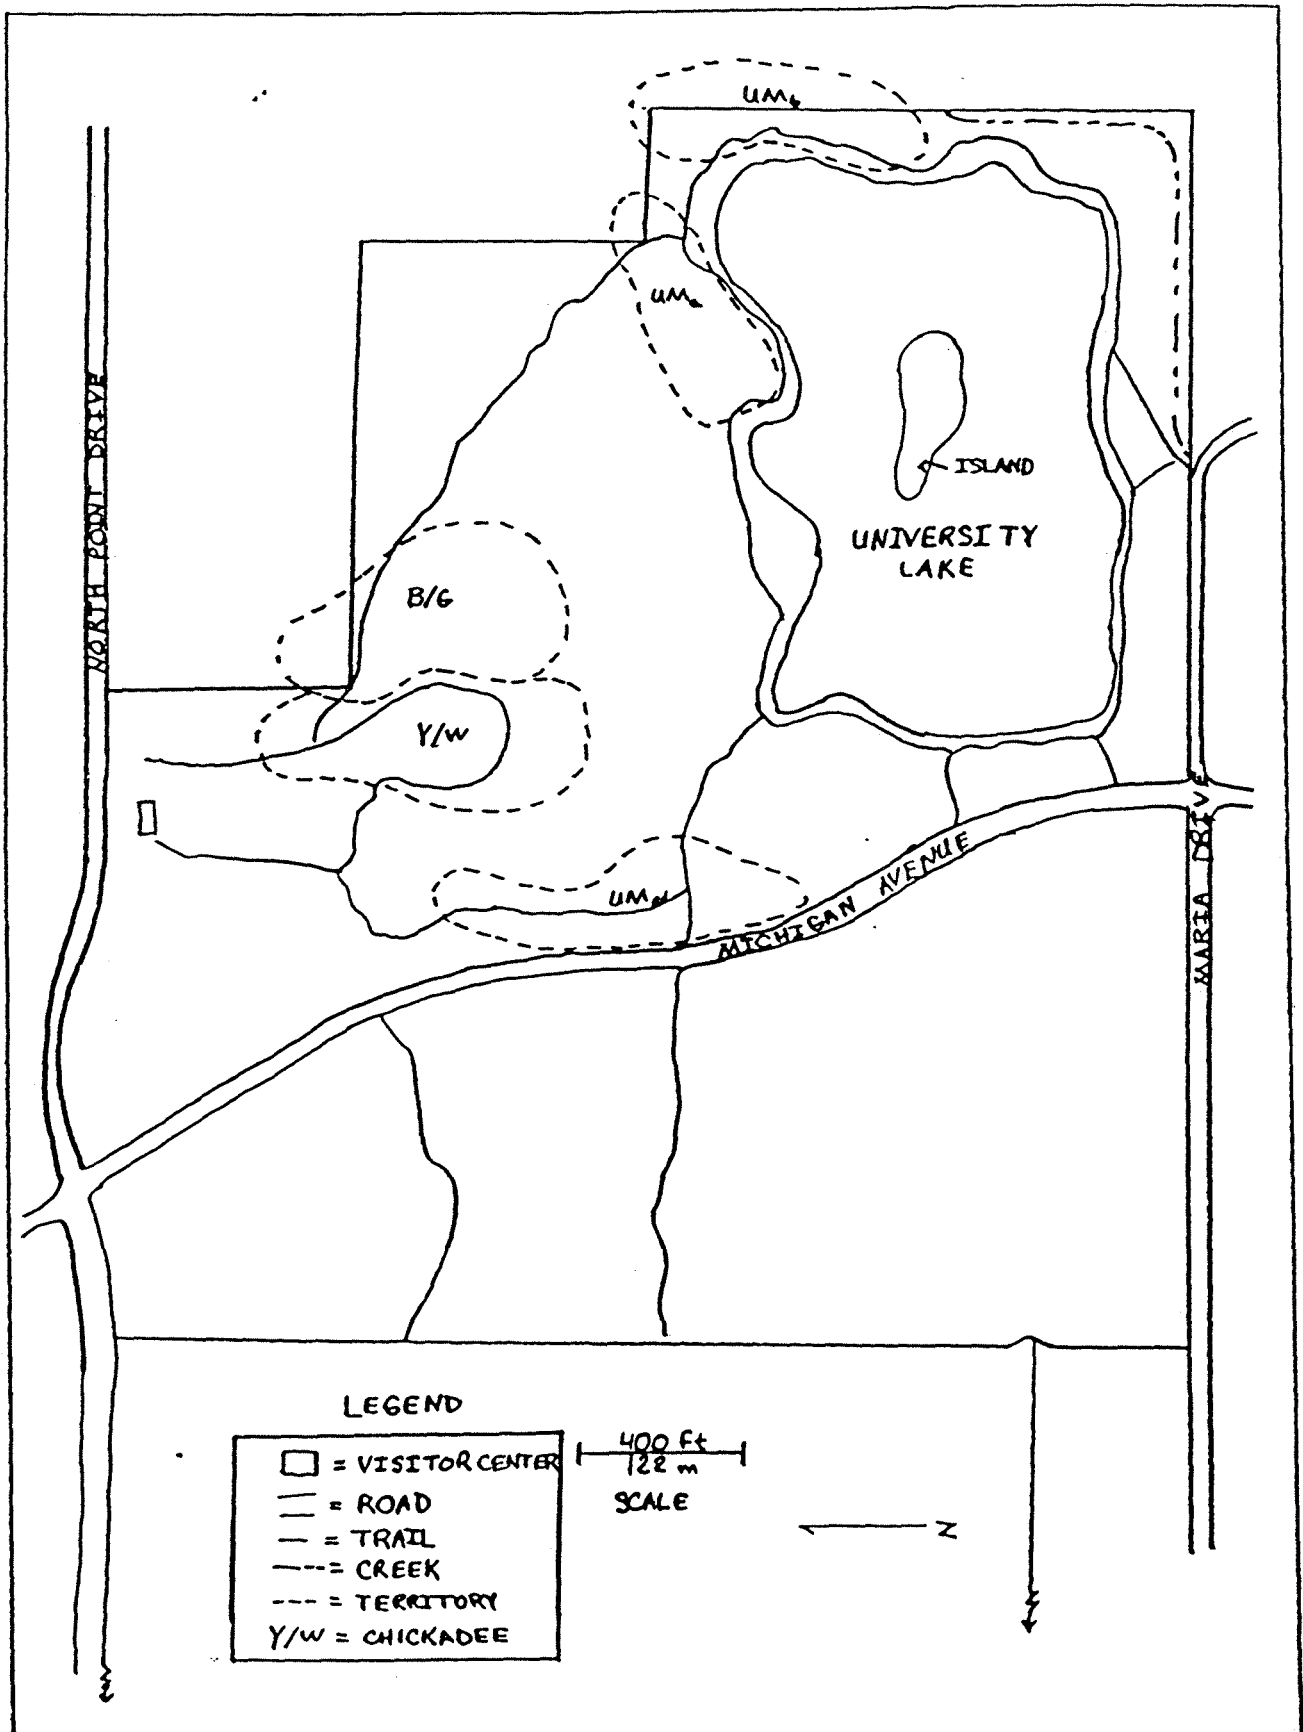 UMb
UMa
ISLAND
UNIVERSITY
LAKE
NORTH POINT DRIVE
B/G
Y/W
UMd
MICHIGAN AVENUE
MARIA DRIVE
LEGEND
= VISITOR CENTER
= ROAD
= TRAIL
= CREEK
= TERRITORY
Y/W = CHICKADEE
400 Ft
122 m
SCALE
N